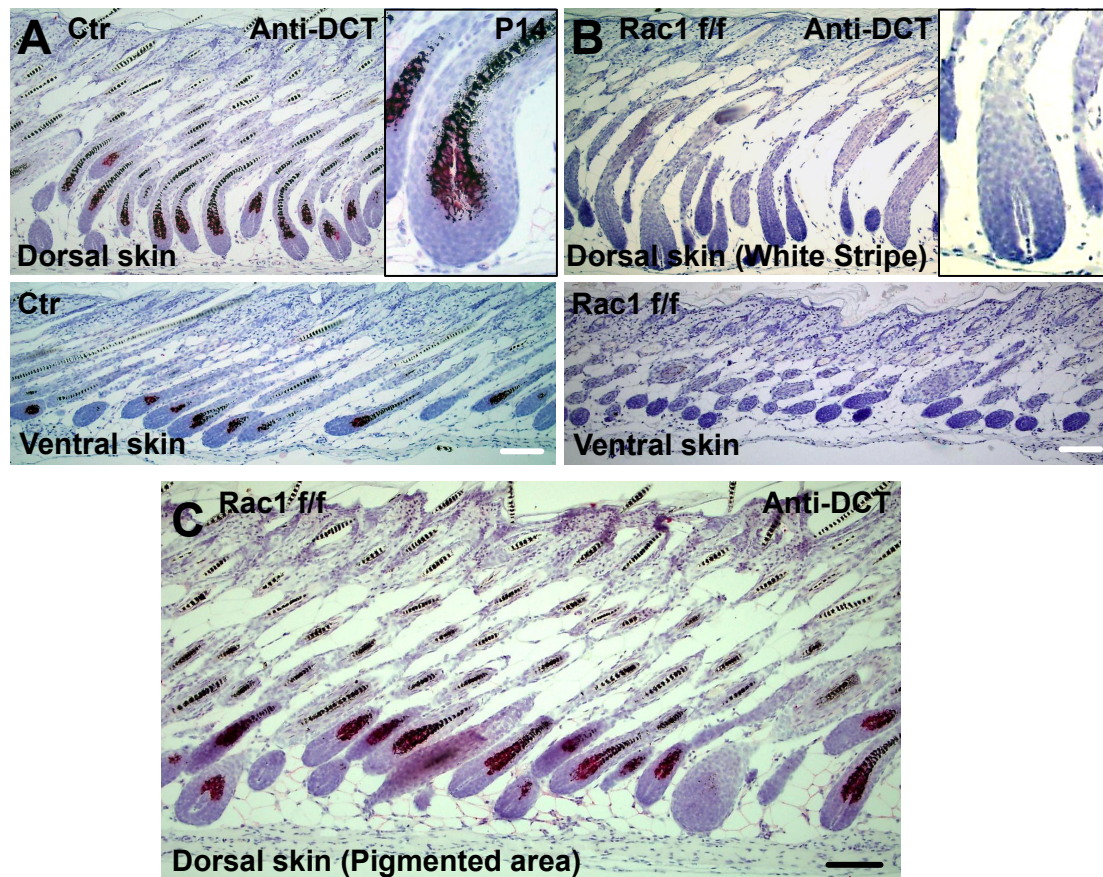 A Ctr Anti-DCT P14
Dorsal skin
B Rac1 f/f Anti-DCT
Dorsal skin (White Stripe)
Ctr
Ventral skin
Rac1 f/f
Ventral skin
C Rac1 f/f Anti-DCT
Dorsal skin (Pigmented area)